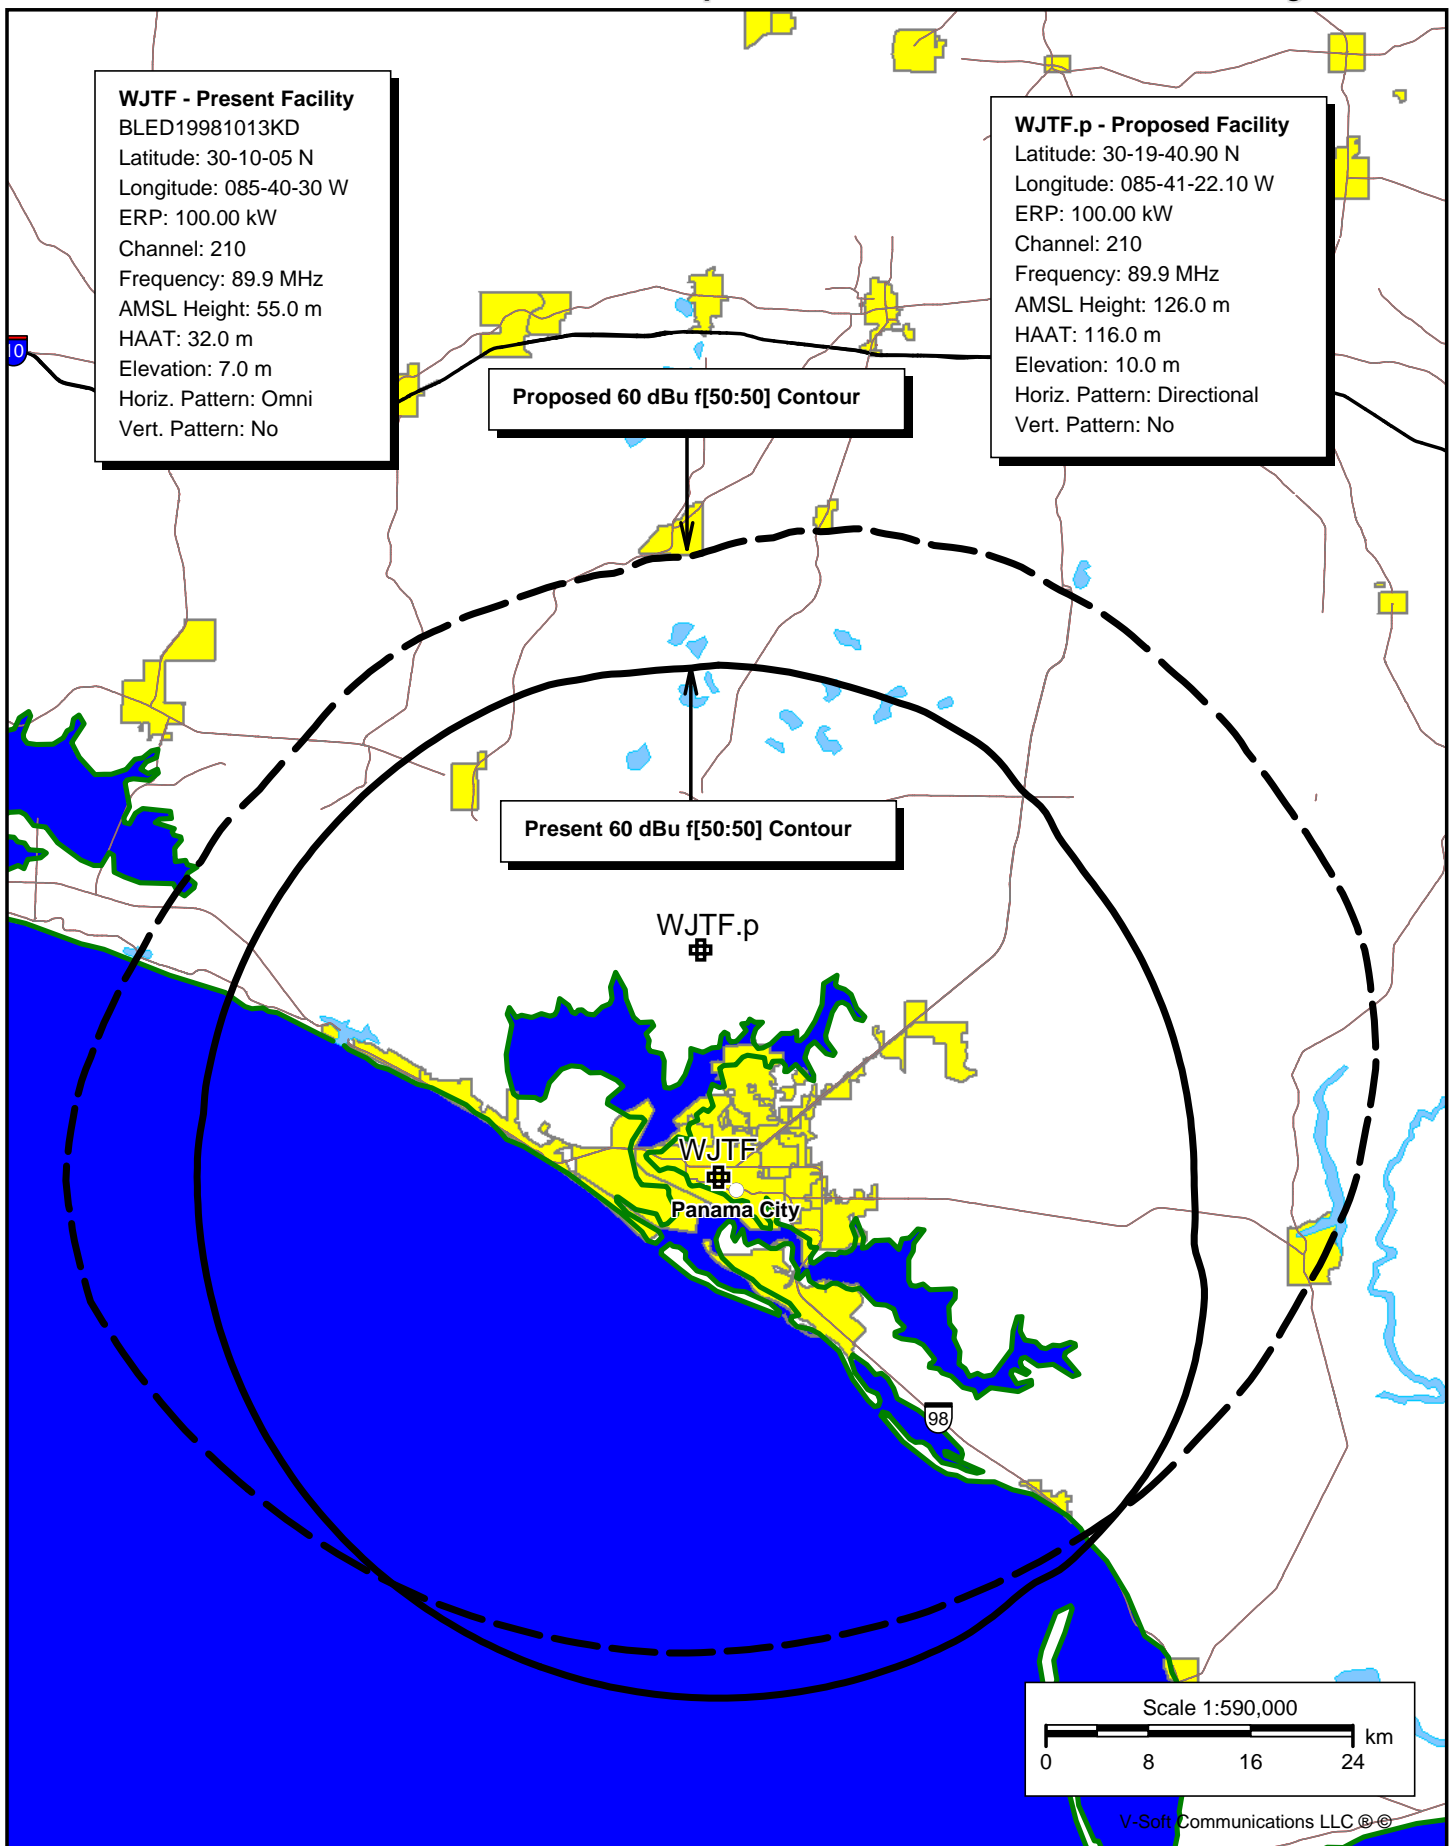 WJTF - Present Facility
BLED19981013KD
Latitude: 30-10-05 N
Longitude: 085-40-30 W
ERP: 100.00 kW
Channel: 210
Frequency: 89.9 MHz
AMSL Height: 55.0 m
HAAT: 32.0 m
Elevation: 7.0 m
Horiz. Pattern: Omni
Vert. Pattern: No
WJTF.p - Proposed Facility
Latitude: 30-19-40.90 N
Longitude: 085-41-22.10 W
ERP: 100.00 kW
Channel: 210
Frequency: 89.9 MHz
AMSL Height: 126.0 m
HAAT: 116.0 m
Elevation: 10.0 m
Horiz. Pattern: Directional
Vert. Pattern: No
10
Proposed 60 dBu f[50:50] Contour
Present 60 dBu f[50:50] Contour
WJTF.p
WJTF
Panama City
98
Scale 1:590,000
km
0 8 16 24
V-Soft Communications LLC ® ©